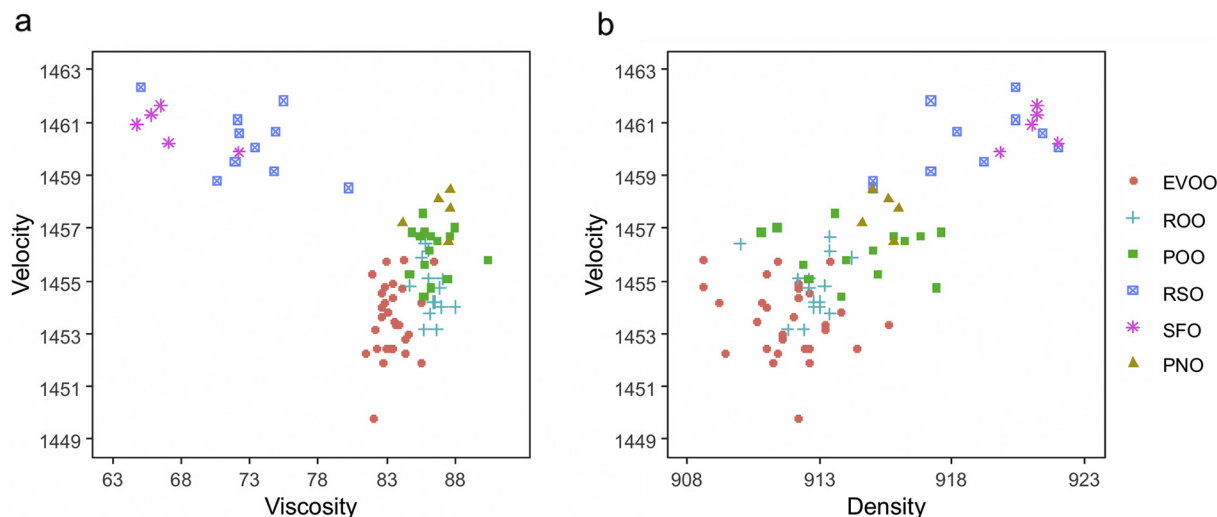 a
1463
1461
1459
1457
1455
1453
1451
1449
Velocity
63 68 73 78 83 88
Viscosity
b
1463
1461
1459
1457
1455
1453
1451
1449
Velocity
908 913 918 923
Density
EVOO
ROO
POO
RSO
SFO
PNO